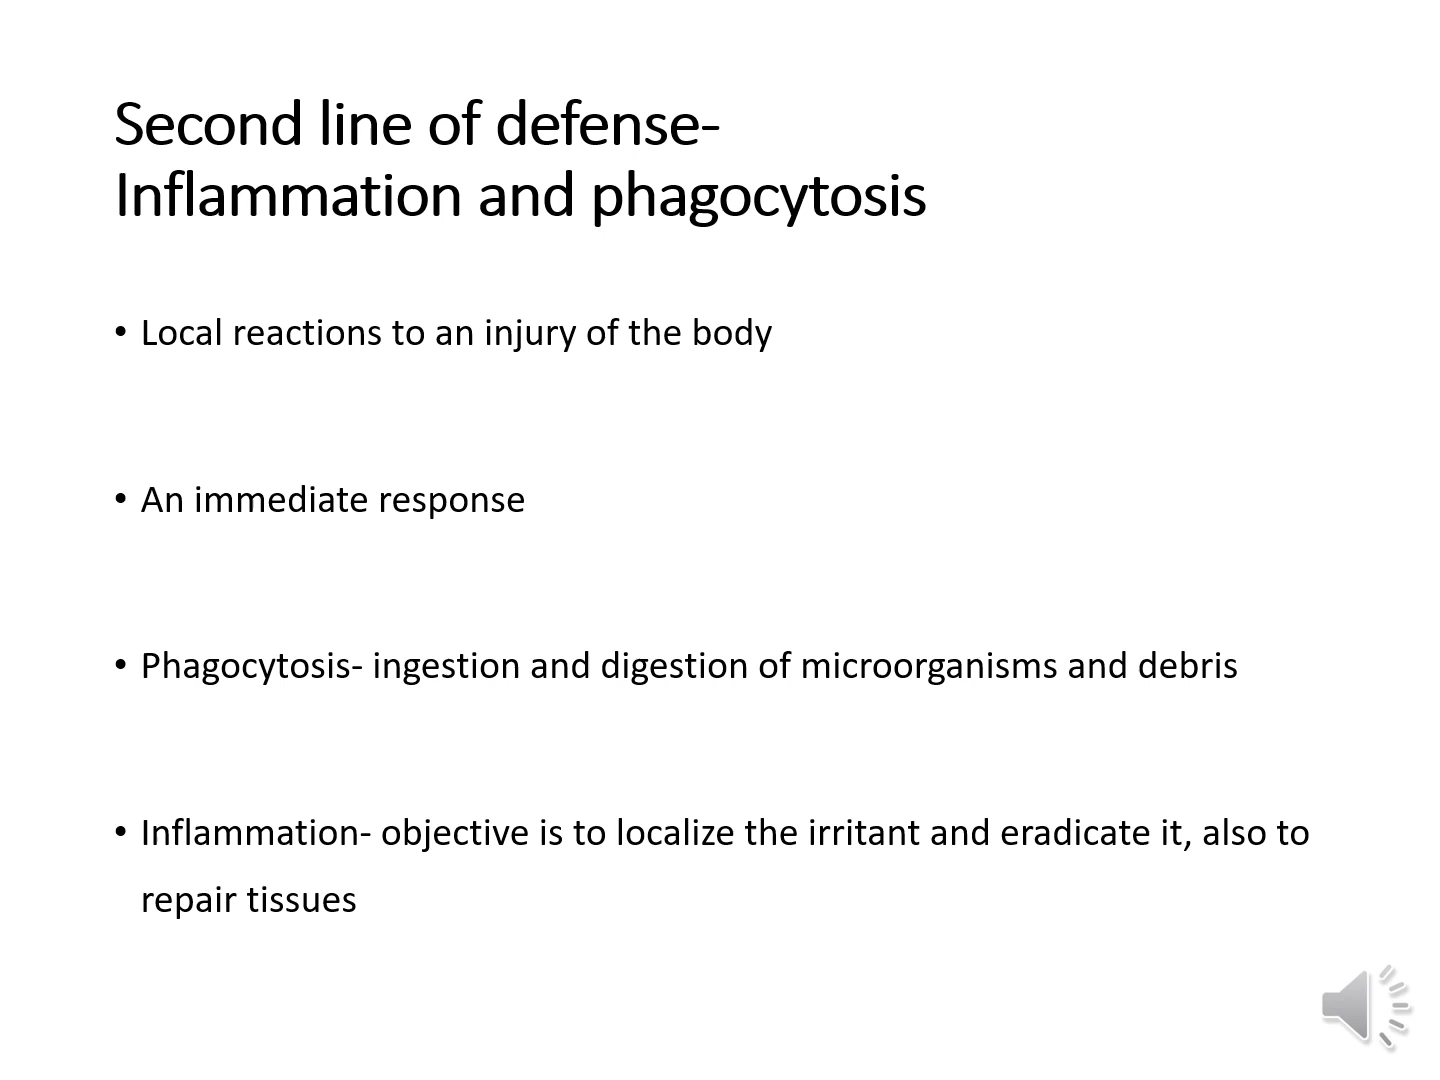 Second line of defense-
Inflammation and phagocytosis
• Local reactions to an injury of the body
• An immediate response
• Phagocytosis- ingestion and digestion of microorganisms and debris
• Inflammation- objective is to localize the irritant and eradicate it, also to
repair tissues